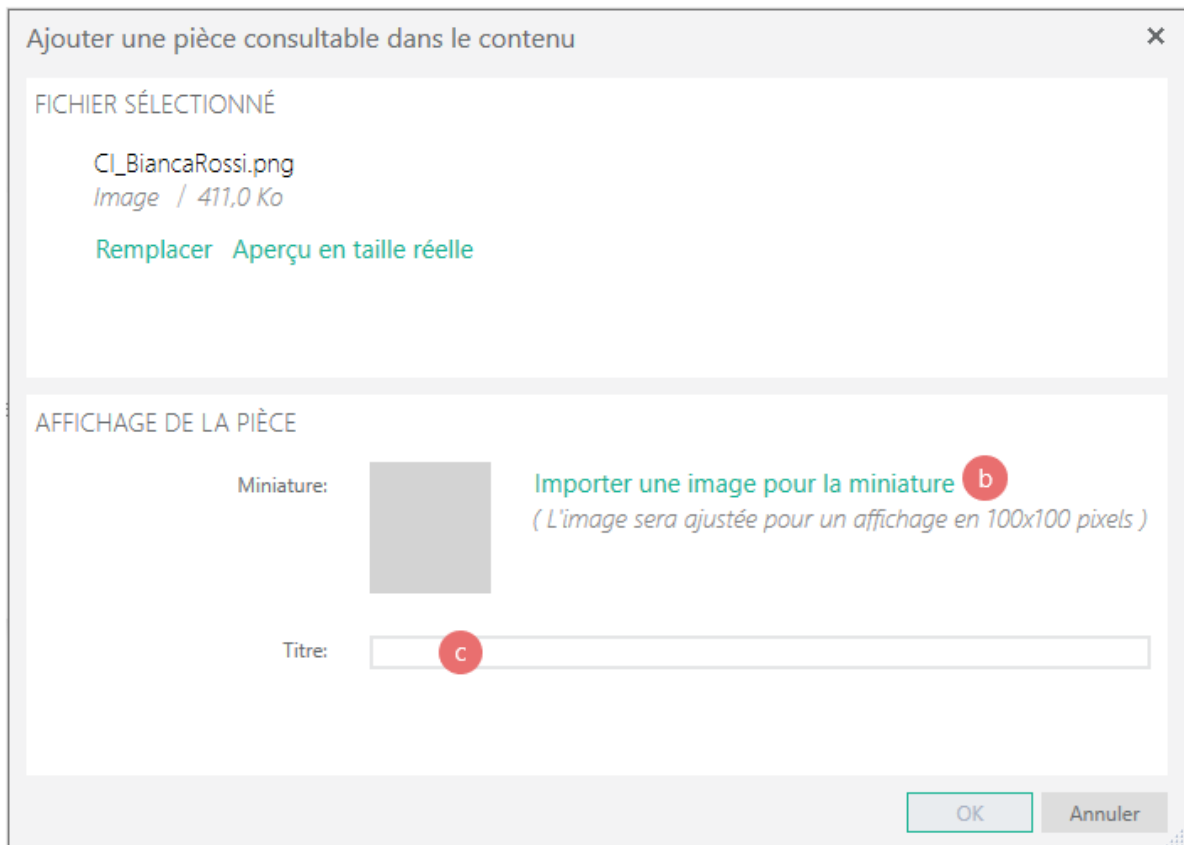 Ajouter une pièce consultable dans le contenu
FICHIER SÉLECTIONNÉ
CI_BiancaRossi.png
Image / 411,0 Ko
Remplacer Aperçu en taille réelle
AFFICHAGE DE LA PIÈCE
Miniature:
Importer une image pour la miniature b
( L'image sera ajustée pour un affichage en 100x100 pixels )
Titre: c
OK Annuler